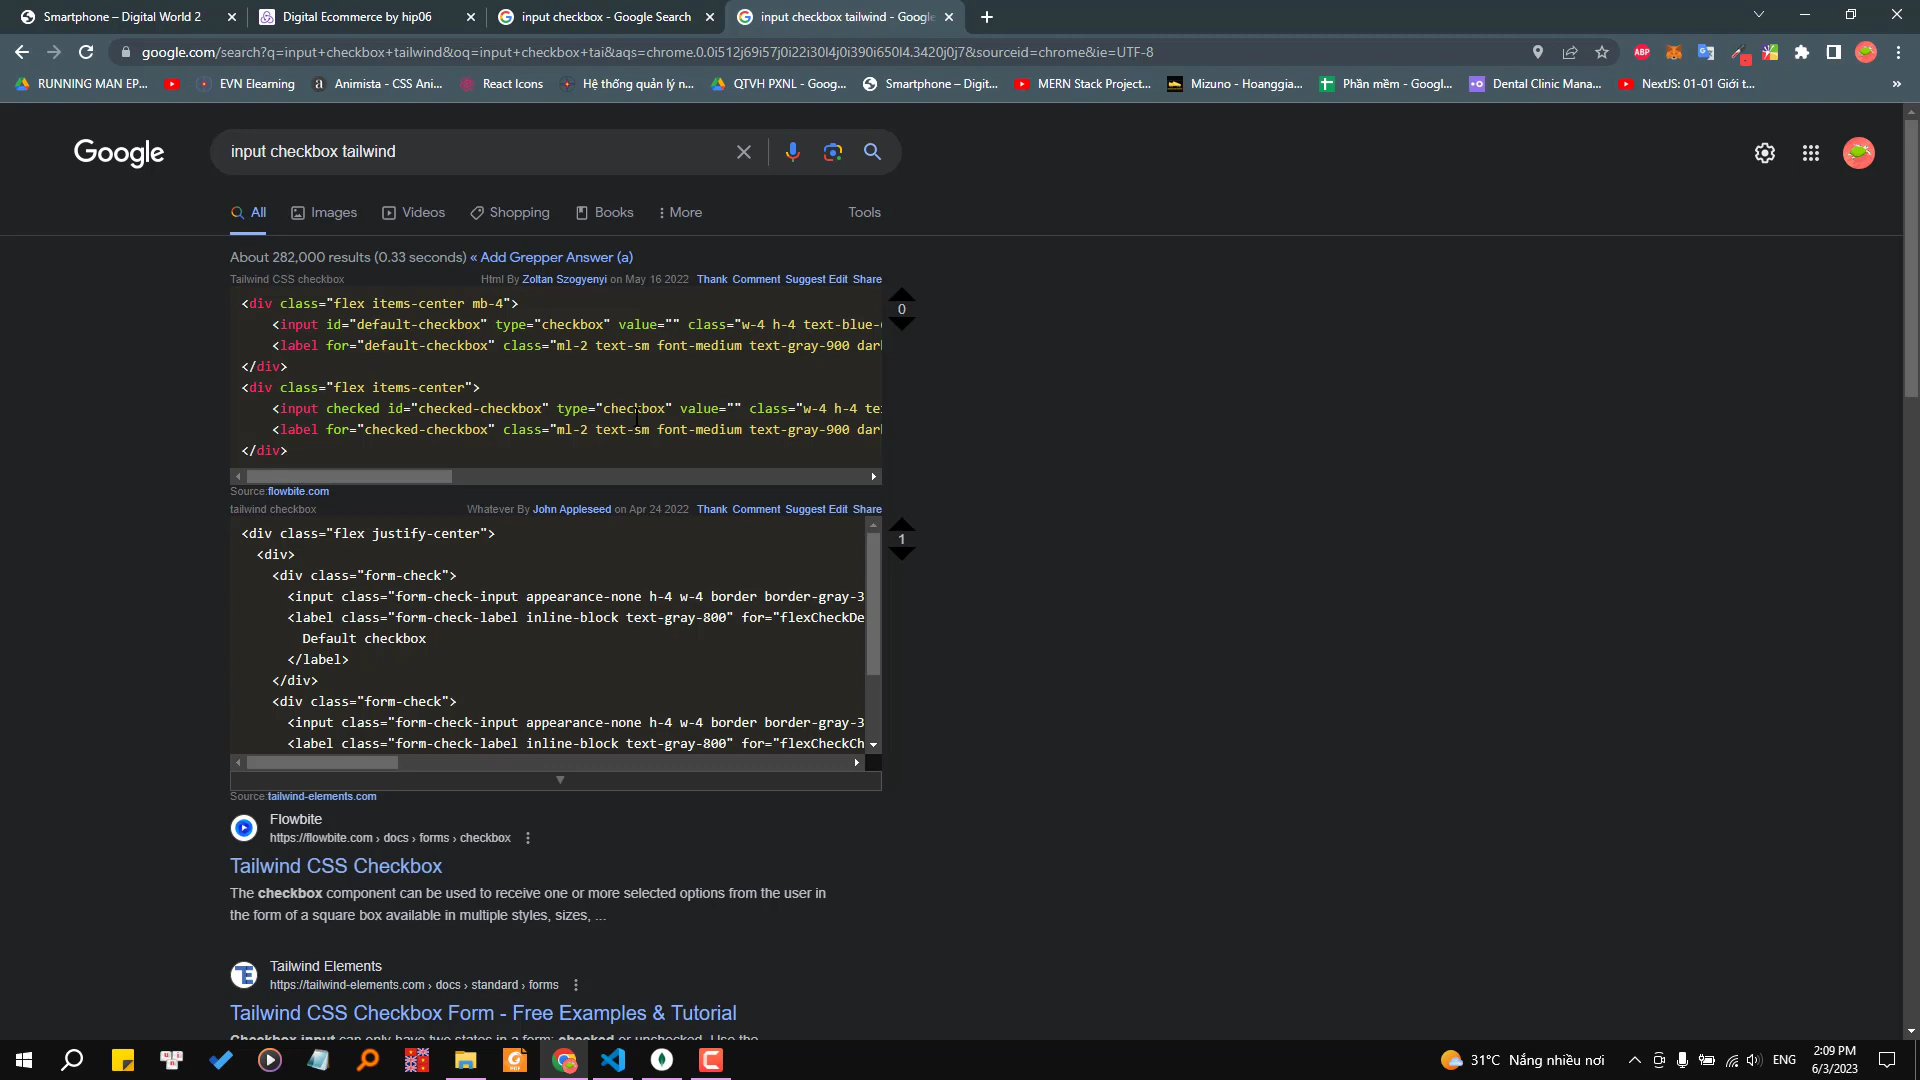 Smartphone – Digital World 2
Digital Ecommerce by hip06
input checkbox - Google Search
input checkbox tailwind - Google
google.com/search?q=input+checkbox+tailwind&oq=input+checkbox+tai&aqs=chrome.0.0i512j69i57j0i22i30l4j0i390i650l4.3420j0j7&sourceid=chrome&ie=UTF-8
RUNNING MAN EP...
EVN Elearning
Animista - CSS Ani...
React Icons
Hệ thống quản lý n...
QTVH PXNL - Goog...
Smartphone – Digit...
MERN Stack Project...
Mizuno - Hoanggia...
Phần mềm - Googl...
Dental Clinic Mana...
NextJS: 01-01 Giới t...
»
Google
input checkbox tailwind
All
Images
Videos
Shopping
Books
More
Tools
About 282,000 results (0.33 seconds) « Add Grepper Answer (a)
Tailwind CSS checkbox
Html By Zoltan Szogyenyi on May 16 2022 Thank Comment Suggest Edit Share
<div class="flex items-center mb-4">
<input id="default-checkbox" type="checkbox" value="" class="w-4 h-4 text-blue-
<label for="default-checkbox" class="ml-2 text-sm font-medium text-gray-900 dar
</div>
<div class="flex items-center">
<input checked id="checked-checkbox" type="checkbox" value="" class="w-4 h-4 te
<label for="checked-checkbox" class="ml-2 text-sm font-medium text-gray-900 dar
</div>
0
Source:flowbite.com
tailwind checkbox
Whatever By John Appleseed on Apr 24 2022 Thank Comment Suggest Edit Share
<div class="flex justify-center">
<div>
<div class="form-check">
<input class="form-check-input appearance-none h-4 w-4 border border-gray-3
<label class="form-check-label inline-block text-gray-800" for="flexCheckDe
Default checkbox
</label>
</div>
<div class="form-check">
<input class="form-check-input appearance-none h-4 w-4 border border-gray-3
<label class="form-check-label inline-block text-gray-800" for="flexCheckCh
1
Source:tailwind-elements.com
Flowbite
https://flowbite.com › docs › forms › checkbox
Tailwind CSS Checkbox
The checkbox component can be used to receive one or more selected options from the user in
the form of a square box available in multiple styles, sizes, ...
Tailwind Elements
https://tailwind-elements.com › docs › standard › forms
Tailwind CSS Checkbox Form - Free Examples & Tutorial
Checkbox input can only have two states in a form: checked or unchecked. Use the
31°C Nắng nhiều nơi
ENG
2:09 PM
6/3/2023